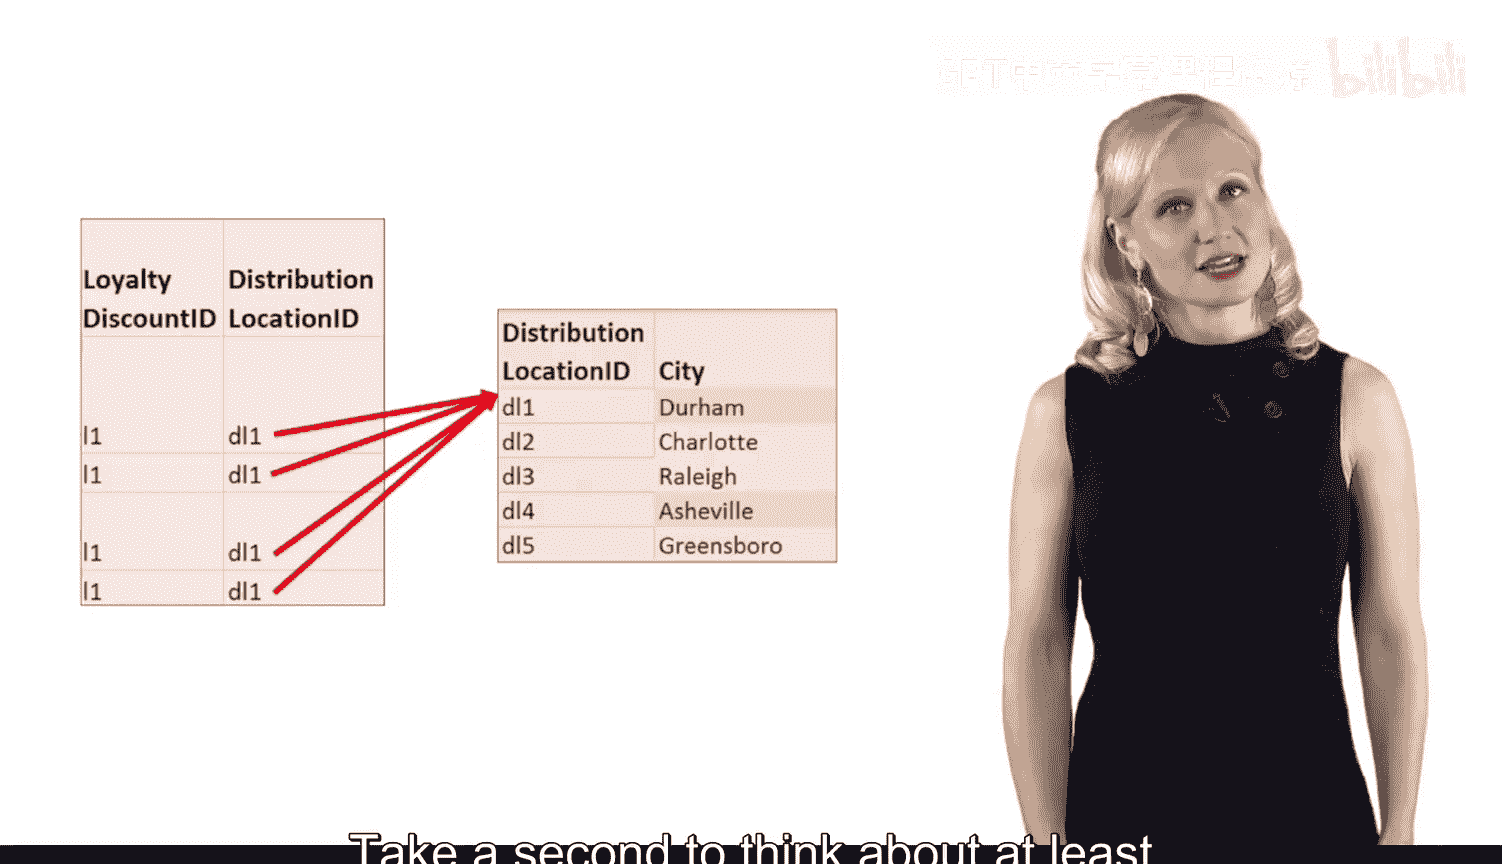 bilibili
Loyalty Distribution
DiscountID LocationID
l1 dl1
l1 dl1
l1 dl1
l1 dl1
Distribution
LocationID City
dl1 Durham
dl2 Charlotte
dl3 Raleigh
dl4 Asheville
dl5 Greensboro
Take a second to think about at least